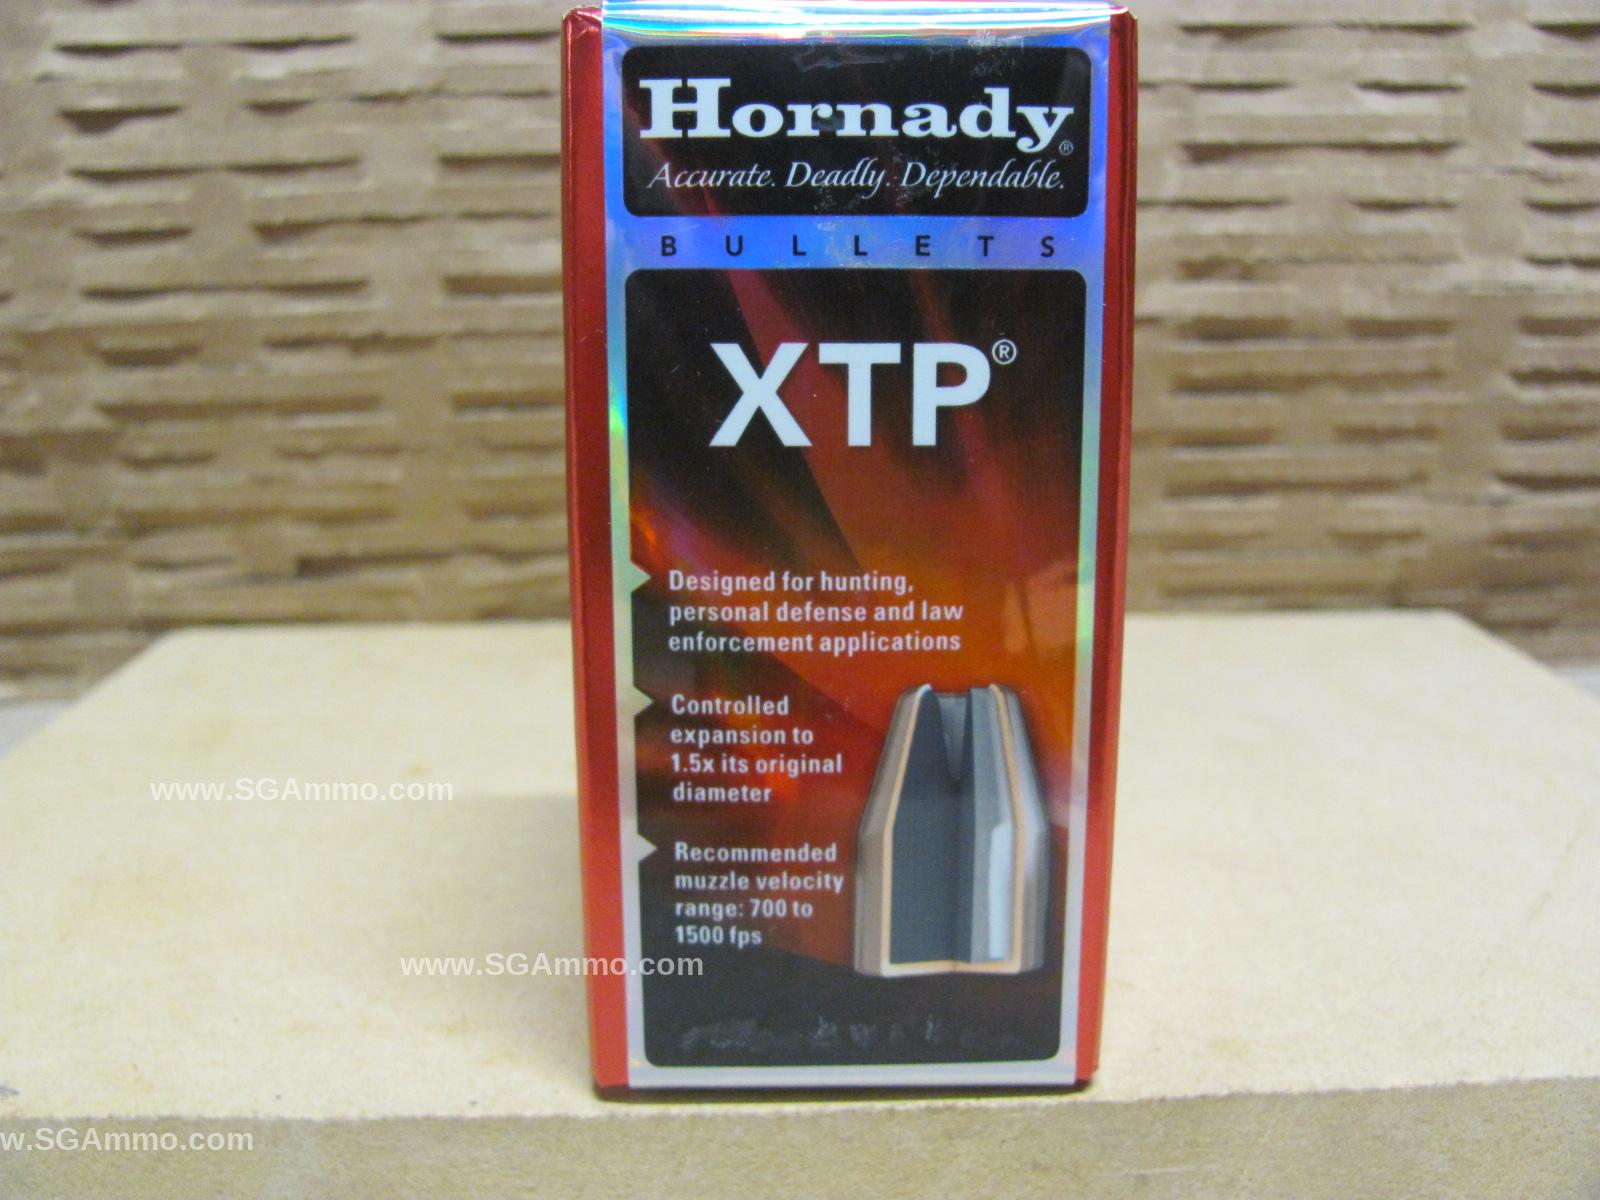 Hornady®
Accurate. Deadly. Dependable.
BULLETS
XTP®
Designed for hunting,
personal defense and law
enforcement applications
Controlled
expansion to
1.5x its original
diameter
Recommended
muzzle velocity
range: 700 to
1500 fps
www.SGAmmo.com
www.SGAmmo.com
w.SGAmmo.com